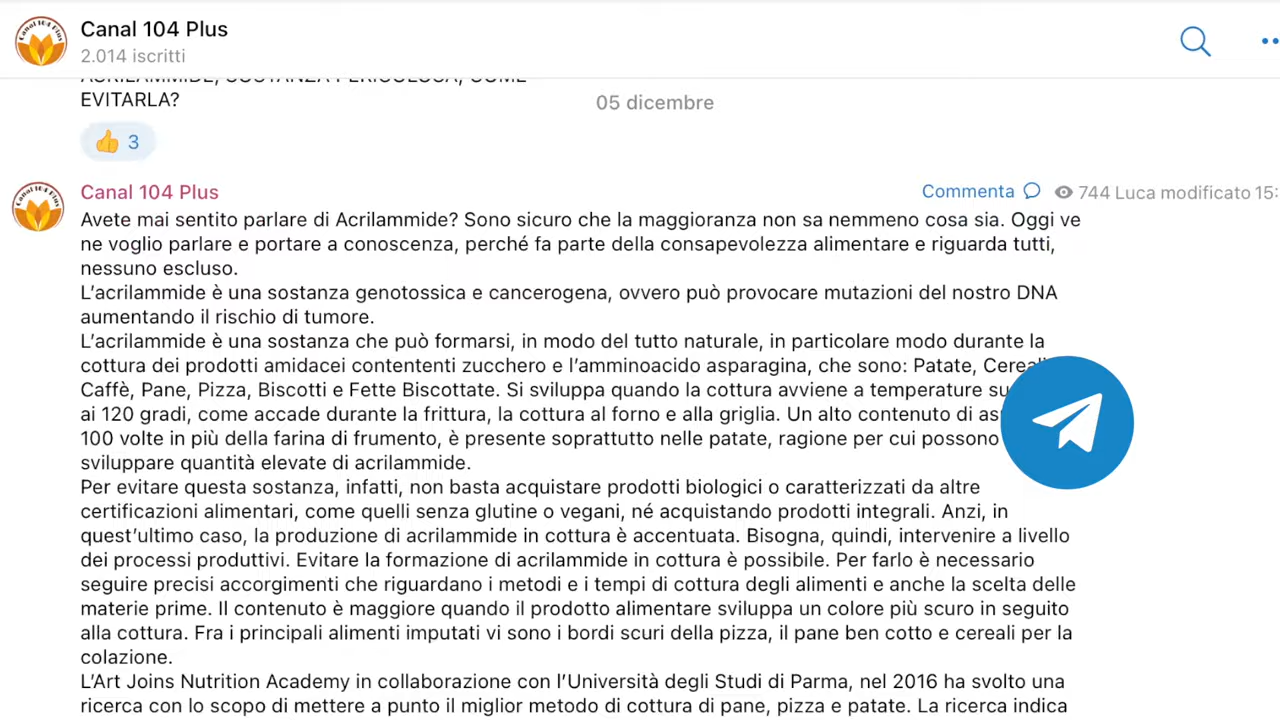 Canal 104 Plus
2.014 iscritti
ACRILAMMIDE, SOSTANZA PERICOLOSA, COME
EVITARLA?
05 dicembre
3
Canal 104 Plus
Commenta
744 Luca modificato 15:
Avete mai sentito parlare di Acrilammide? Sono sicuro che la maggioranza non sa nemmeno cosa sia. Oggi ve
ne voglio parlare e portare a conoscenza, perché fa parte della consapevolezza alimentare e riguarda tutti,
nessuno escluso.
L’acrilammide è una sostanza genotossica e cancerogena, ovvero può provocare mutazioni del nostro DNA
aumentando il rischio di tumore.
L’acrilammide è una sostanza che può formarsi, in modo del tutto naturale, in particolare modo durante la
cottura dei prodotti amidacei contententi zucchero e l’amminoacido asparagina, che sono: Patate, Cereali
Caffè, Pane, Pizza, Biscotti e Fette Biscottate. Si sviluppa quando la cottura avviene a temperature
ai 120 gradi, come accade durante la frittura, la cottura al forno e alla griglia. Un alto contenuto di
100 volte in più della farina di frumento, è presente soprattutto nelle patate, ragione per cui possono
sviluppare quantità elevate di acrilammide.
Per evitare questa sostanza, infatti, non basta acquistare prodotti biologici o caratterizzati da altre
certificazioni alimentari, come quelli senza glutine o vegani, né acquistando prodotti integrali. Anzi, in
quest’ultimo caso, la produzione di acrilammide in cottura è accentuata. Bisogna, quindi, intervenire a livello
dei processi produttivi. Evitare la formazione di acrilammide in cottura è possibile. Per farlo è necessario
seguire precisi accorgimenti che riguardano i metodi e i tempi di cottura degli alimenti e anche la scelta delle
materie prime. Il contenuto è maggiore quando il prodotto alimentare sviluppa un colore più scuro in seguito
alla cottura. Fra i principali alimenti imputati vi sono i bordi scuri della pizza, il pane ben cotto e cereali per la
colazione.
L’Art Joins Nutrition Academy in collaborazione con l’Università degli Studi di Parma, nel 2016 ha svolto una
ricerca con lo scopo di mettere a punto il miglior metodo di cottura di pane, pizza e patate. La ricerca indica